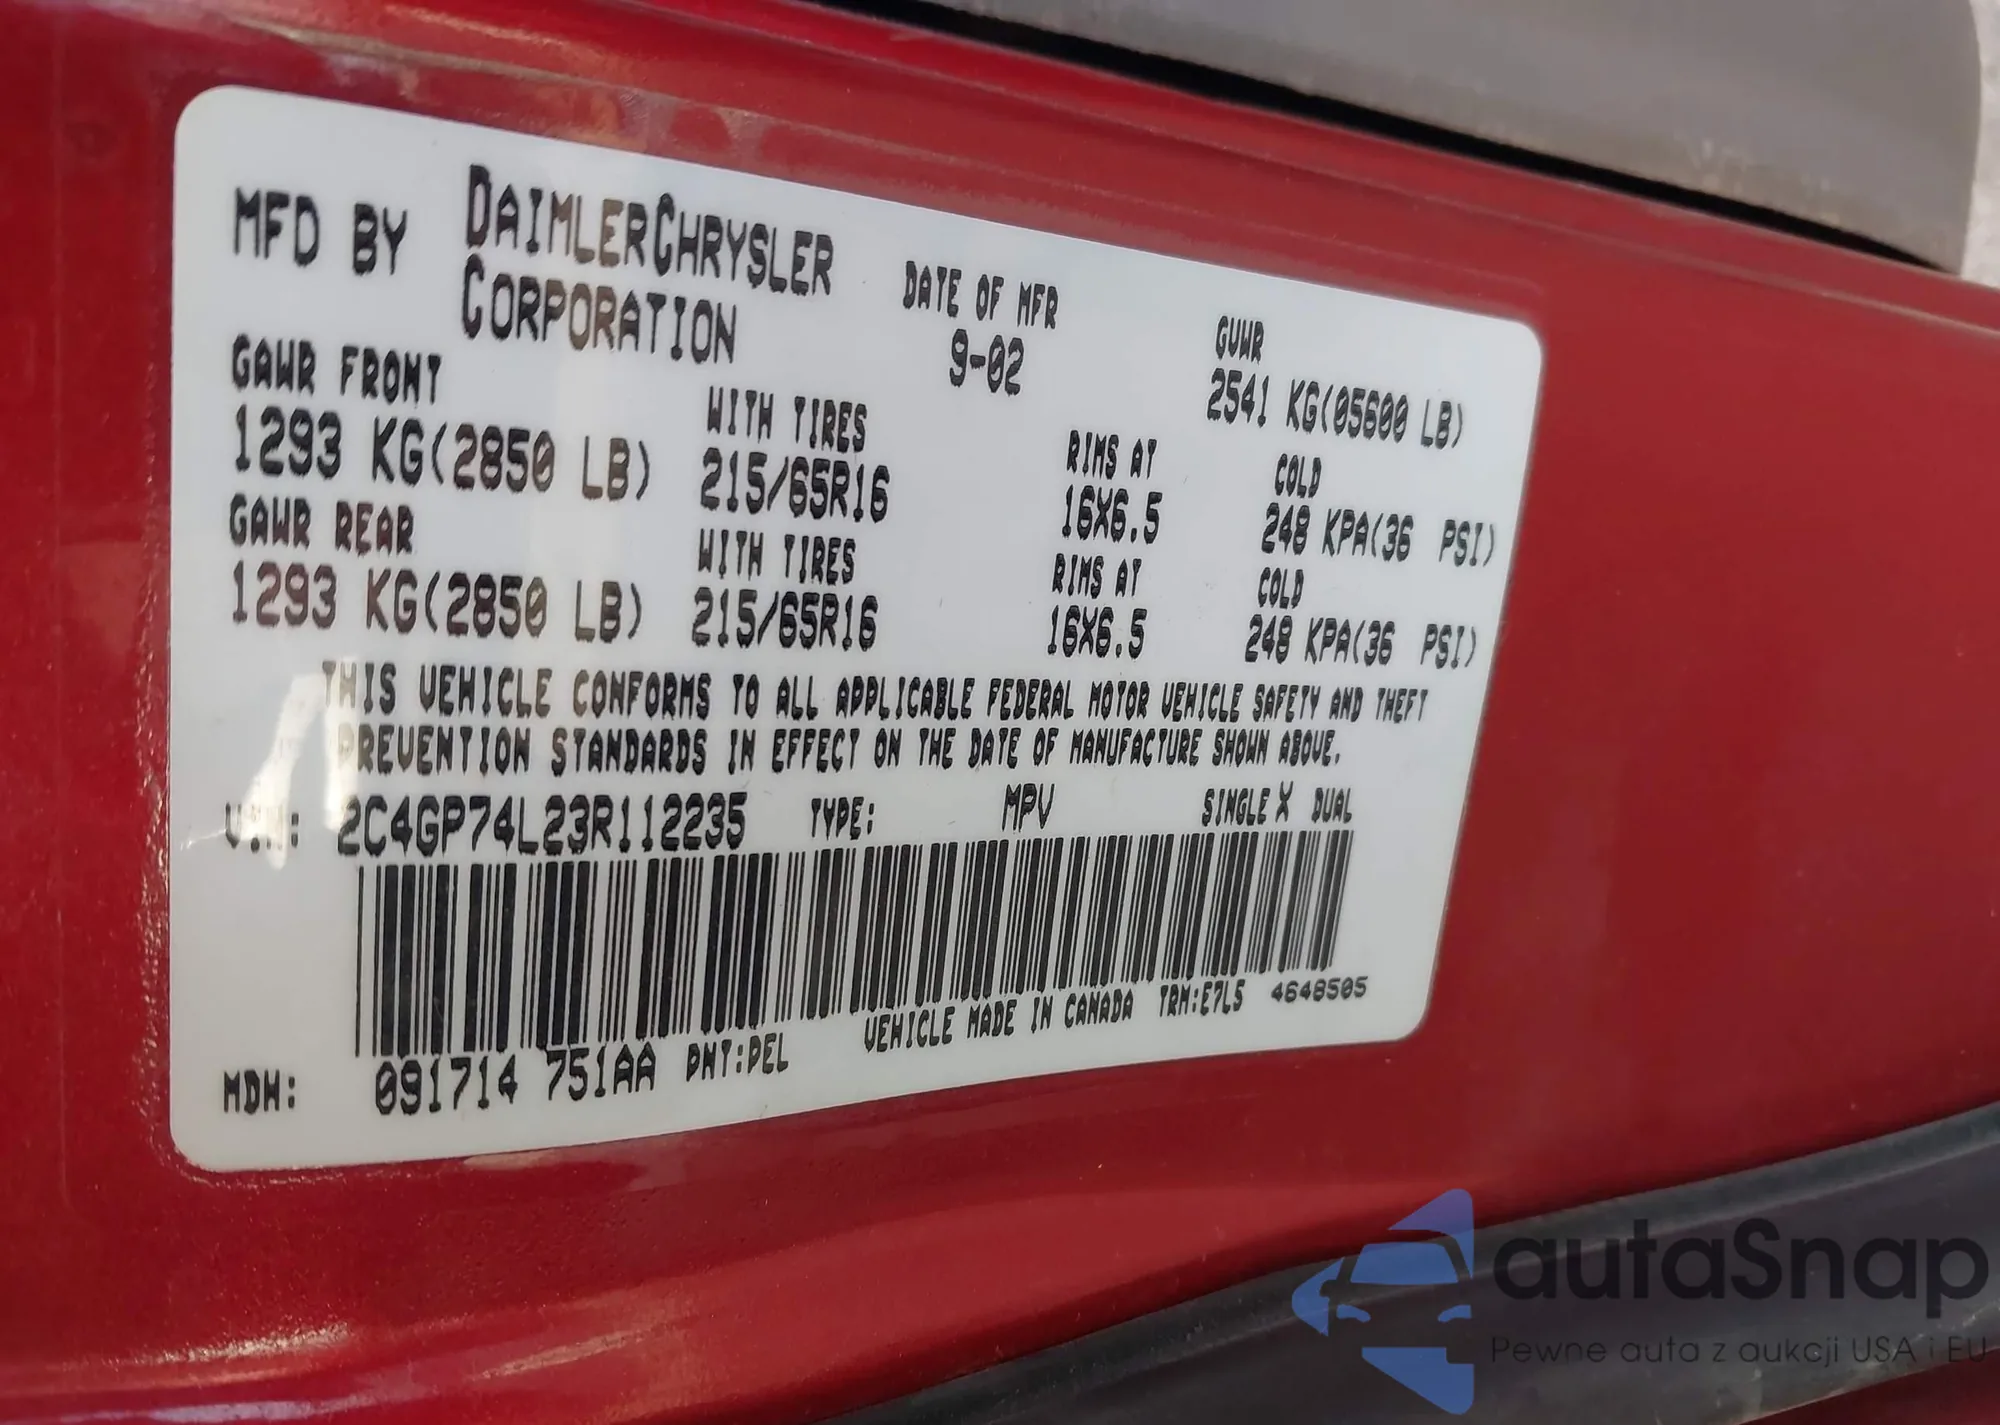 MFD BY DAIMLERCHRYSLER CORPORATION
DATE OF MFR 9-02
GVWR 2541 KG(05600 LB)
GAWR FRONT WITH TIRES RIMS AT COLD
1293 KG(2850 LB) 215/65R16 16X6.5 248 KPA(36 PSI)
GAWR REAR WITH TIRES RIMS AT COLD
1293 KG(2850 LB) 215/65R16 16X6.5 248 KPA(36 PSI)
THIS VEHICLE CONFORMS TO ALL APPLICABLE FEDERAL MOTOR VEHICLE SAFETY AND THEFT
PREVENTION STANDARDS IN EFFECT ON THE DATE OF MANUFACTURE SHOWN ABOVE.
VIN: 2C4GP74L23R112235 TYPE: MPV SINGLE X DUAL
MDH: 091714 751AA PNT:PEL VEHICLE MADE IN CANADA TRM:E7L5 4648505
autaSnap
Pewne auta z aukcji USA i EU